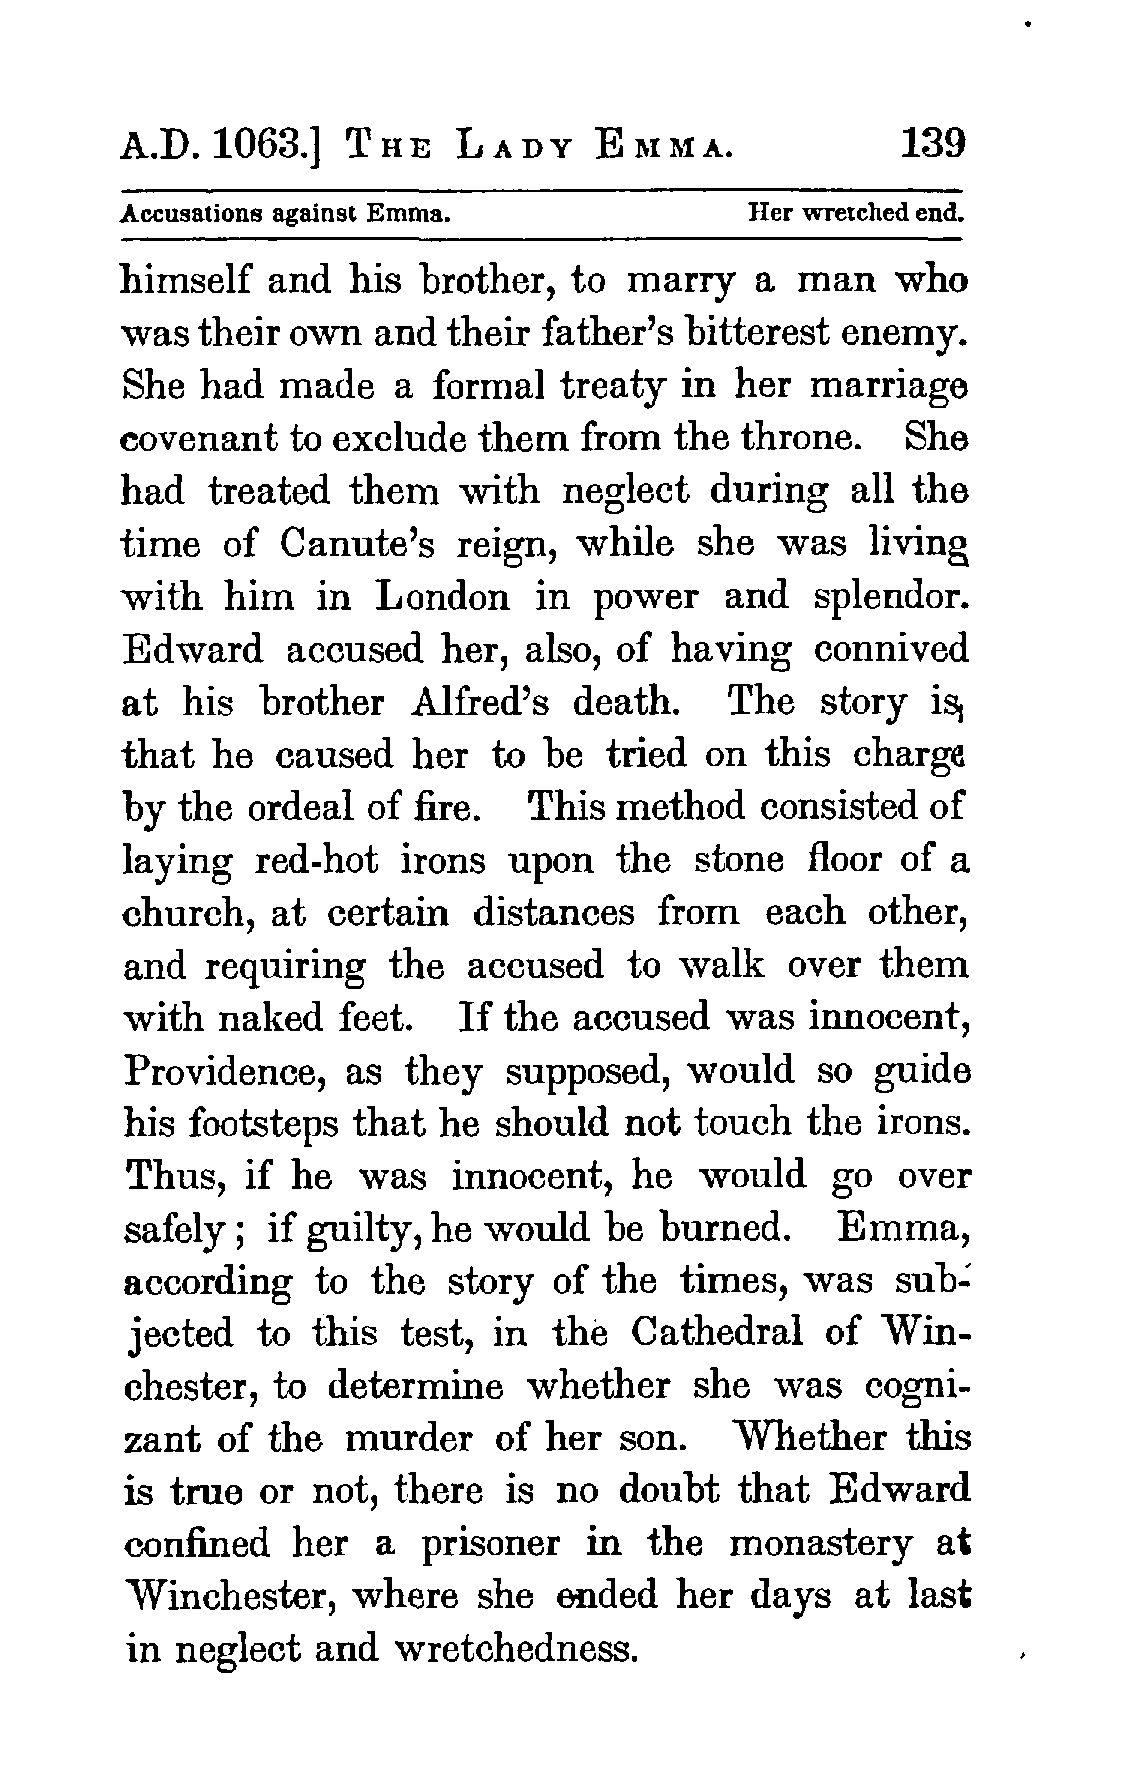 A.D. 1063.] THE LADY EMMA. 139
Accusations against Emma. Her wretched end.
himself and his brother, to marry a man who
was their own and their father's bitterest enemy.
She had made a formal treaty in her marriage
covenant to exclude them from the throne. She
had treated them with neglect during all the
time of Canute's reign, while she was living
with him in London in power and splendor.
Edward accused her, also, of having connived
at his brother Alfred's death. The story is,
that he caused her to be tried on this charge
by the ordeal of fire. This method consisted of
laying red-hot irons upon the stone floor of a
church, at certain distances from each other,
and requiring the accused to walk over them
with naked feet. If the accused was innocent,
Providence, as they supposed, would so guide
his footsteps that he should not touch the irons.
Thus, if he was innocent, he would go over
safely; if guilty, he would be burned. Emma,
according to the story of the times, was sub-
jected to this test, in the Cathedral of Win-
chester, to determine whether she was cogni-
zant of the murder of her son. Whether this
is true or not, there is no doubt that Edward
confined her a prisoner in the monastery at
Winchester, where she ended her days at last
in neglect and wretchedness.